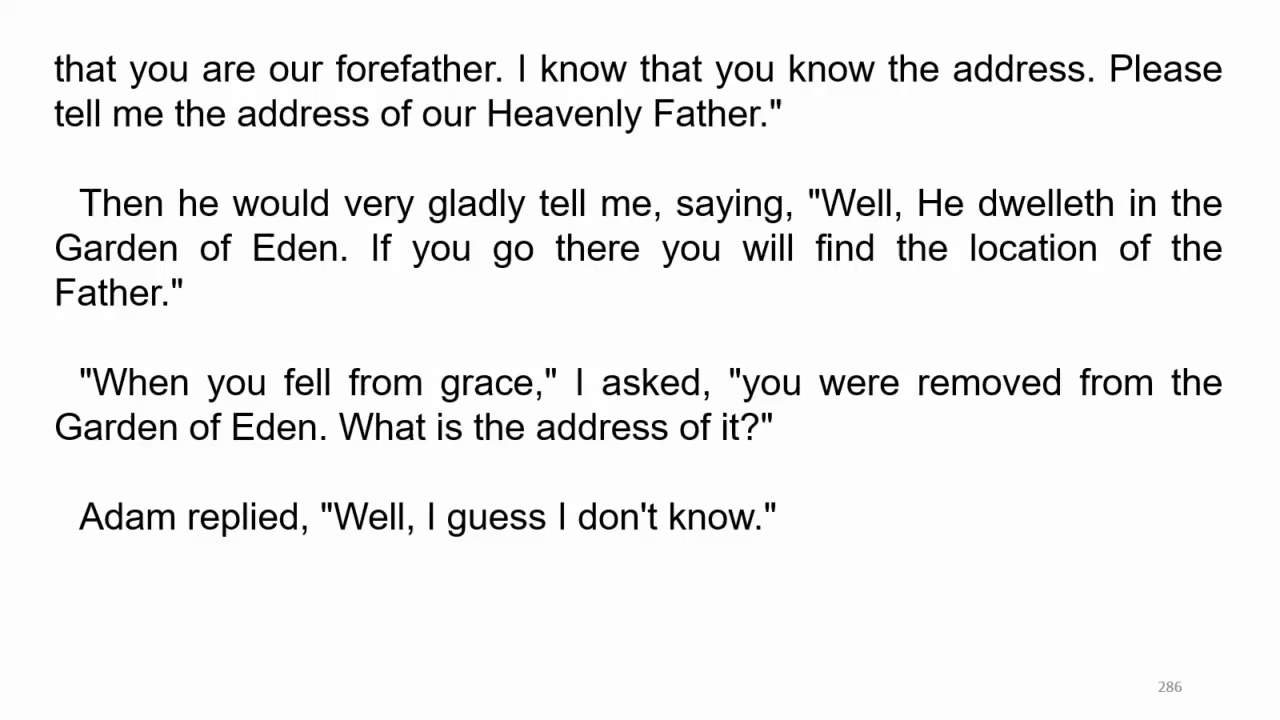 that you are our forefather. I know that you know the address. Please
tell me the address of our Heavenly Father."
Then he would very gladly tell me, saying, "Well, He dwelleth in the
Garden of Eden. If you go there you will find the location of the
Father."
"When you fell from grace," I asked, "you were removed from the
Garden of Eden. What is the address of it?"
Adam replied, "Well, I guess I don't know."
286